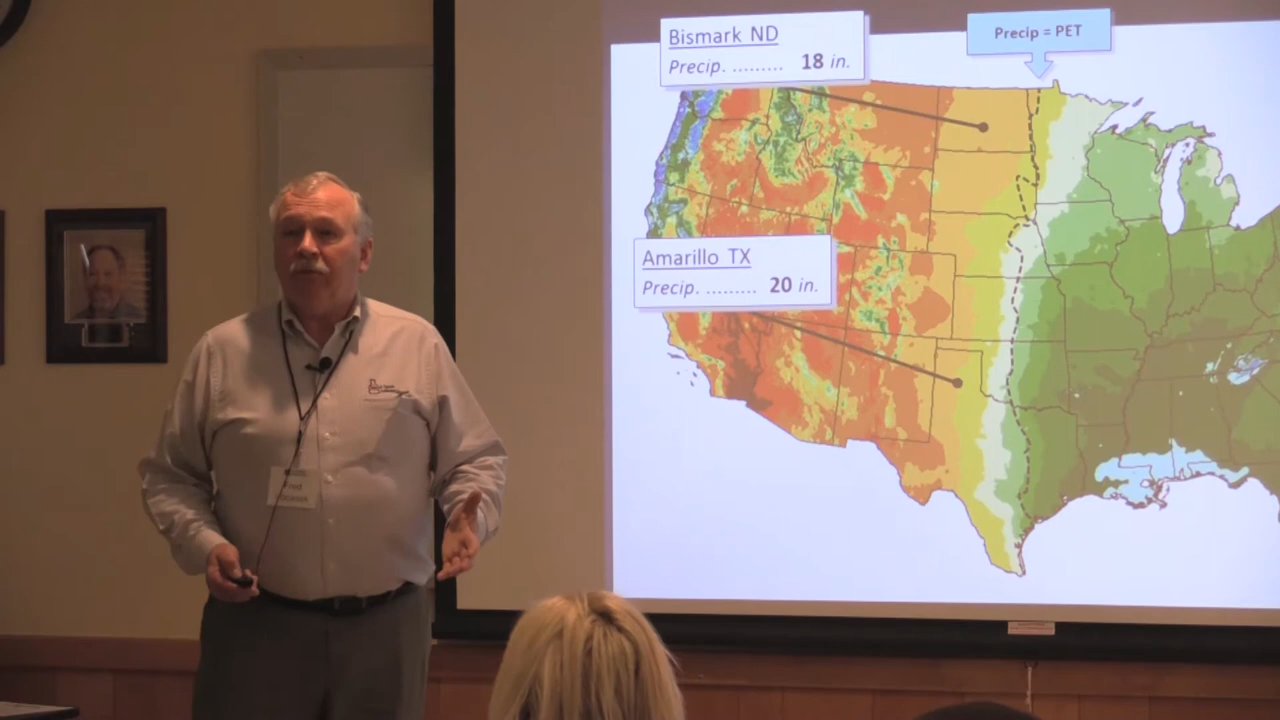 Bismark ND
Precip. ......... 18 in.
Precip = PET
Amarillo TX
Precip. ......... 20 in.